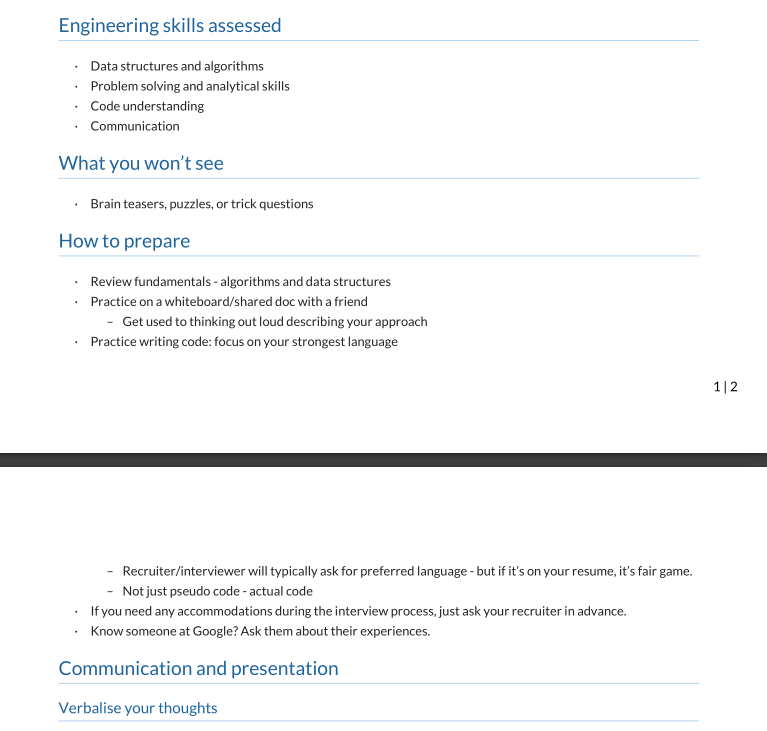 Engineering skills assessed
· Data structures and algorithms
· Problem solving and analytical skills
· Code understanding
· Communication
What you won’t see
· Brain teasers, puzzles, or trick questions
How to prepare
· Review fundamentals - algorithms and data structures
· Practice on a whiteboard/shared doc with a friend
– Get used to thinking out loud describing your approach
· Practice writing code: focus on your strongest language
1 | 2
– Recruiter/interviewer will typically ask for preferred language - but if it’s on your resume, it’s fair game.
– Not just pseudo code - actual code
· If you need any accommodations during the interview process, just ask your recruiter in advance.
· Know someone at Google? Ask them about their experiences.
Communication and presentation
Verbalise your thoughts